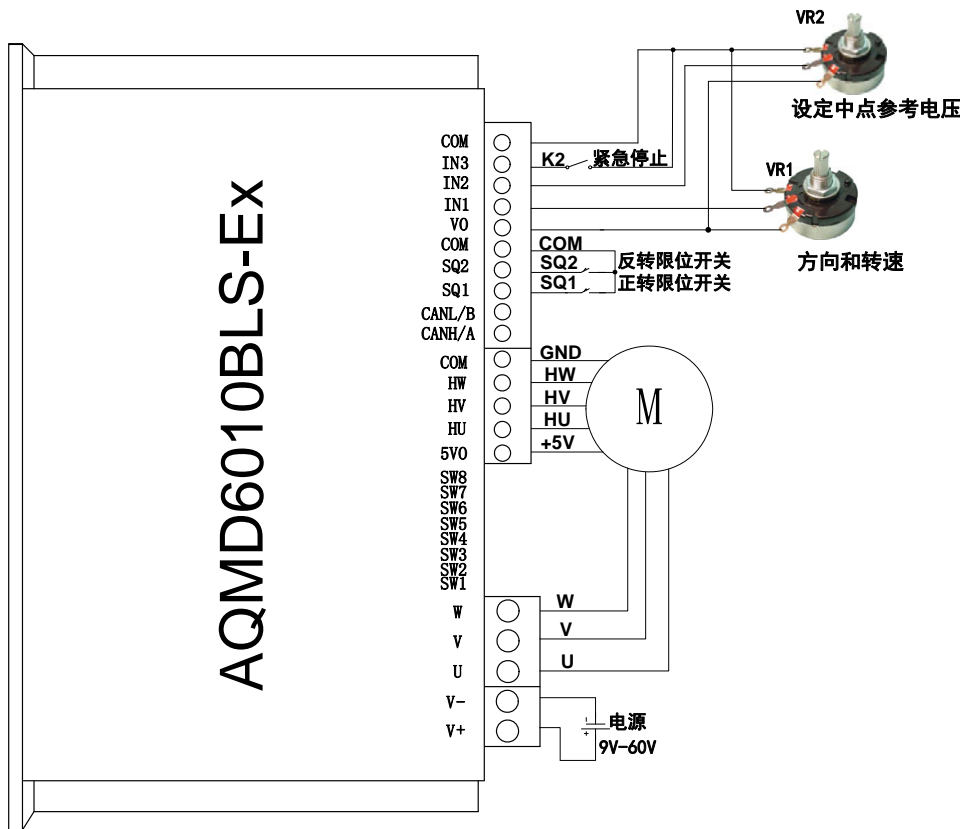 AQMD6010BLS-Ex
COM
IN3
IN2
IN1
VO
COM
SQ2
SQ1
CANL/B
CANH/A
COM
HW
HV
HU
5VO
SW8
SW7
SW6
SW5
SW4
SW3
SW2
SW1
W
V
U
V-
V+
VR2
设定中点参考电压
K2 紧急停止
VR1
方向和转速
COM
SQ2 反转限位开关
SQ1 正转限位开关
GND
HW
HV
HU
+5V
M
W
V
U
- 电源
+
9V-60V